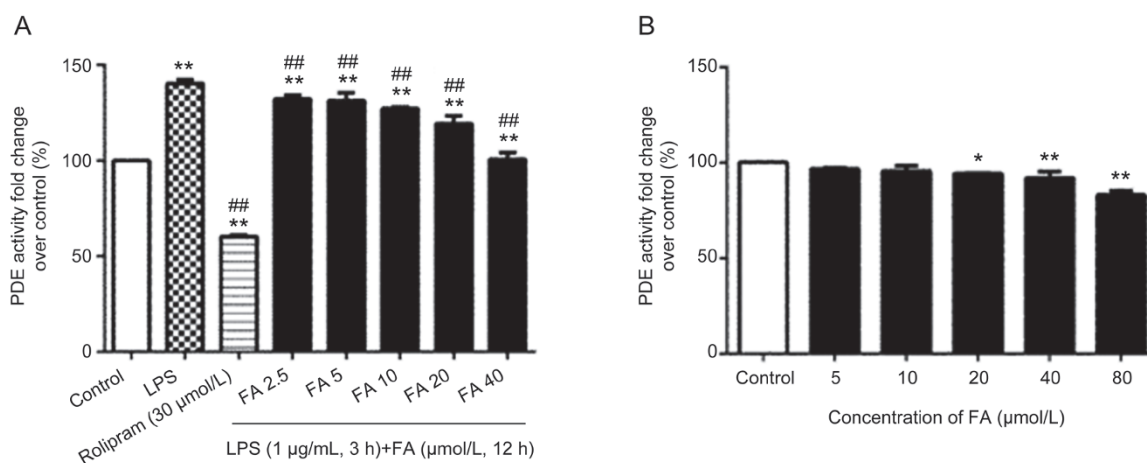 A
PDE activity fold change
over control (%)
150
100
50
0
**
##
**
##
**
##
**
##
**
##
**
##
**
Control
LPS
Rolipram (30 μmol/L)
FA 2.5
FA 5
FA 10
FA 20
FA 40
LPS (1 μg/mL, 3 h)+FA (μmol/L, 12 h)
B
PDE activity fold change
over control (%)
150
100
50
0
*
**
**
Control 5 10 20 40 80
Concentration of FA (μmol/L)